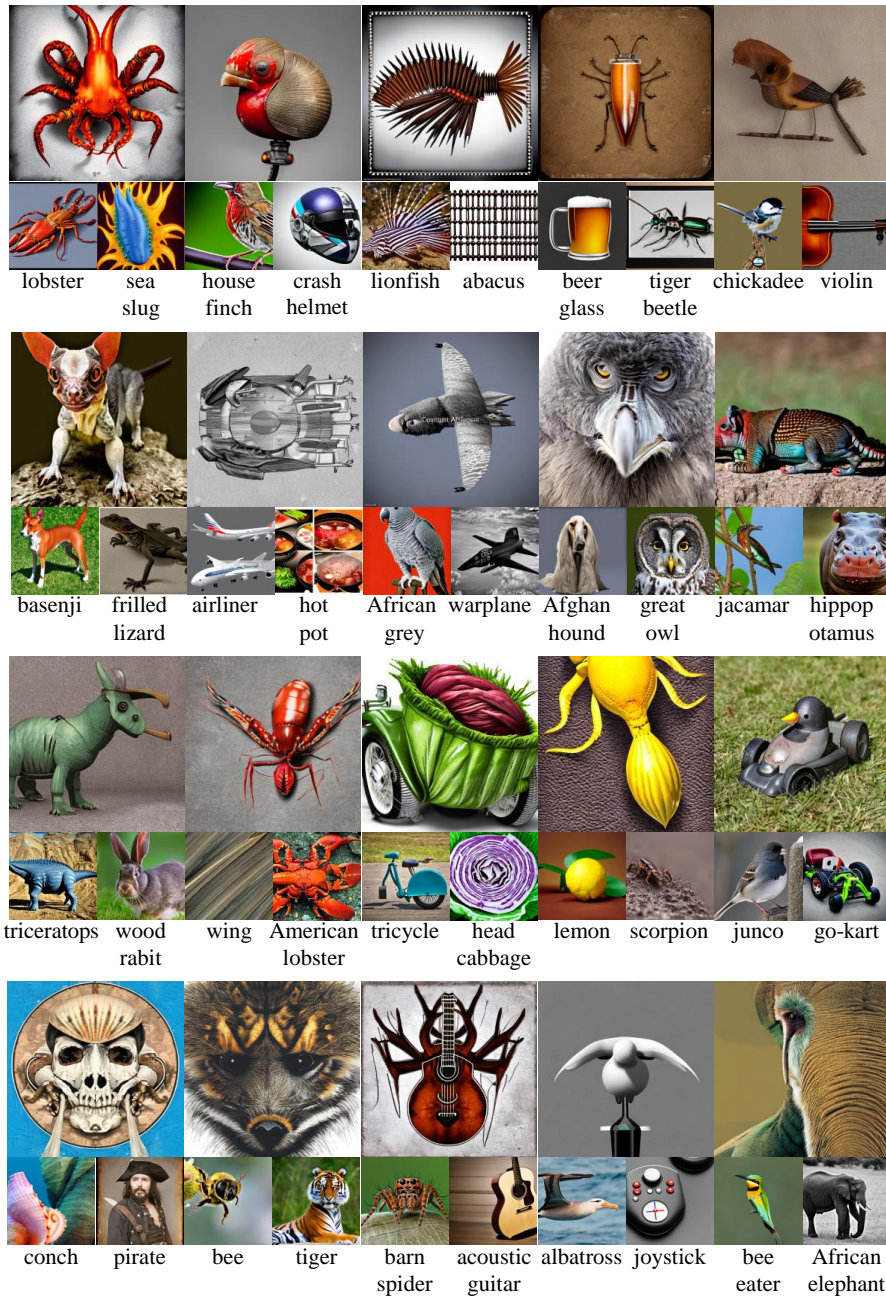 lobster sea house crash lionfish abacus beer tiger chickadee violin
slug finch helmet glass beetle
basenji frilled airliner hot African warplane Afghan great jacamar hippop
lizard pot grey hound owl otamus
triceratops wood wing American tricycle head lemon scorpion junco go-kart
rabit lobster cabbage
conch pirate bee tiger barn acoustic albatross joystick bee African
spider guitar eater elephant